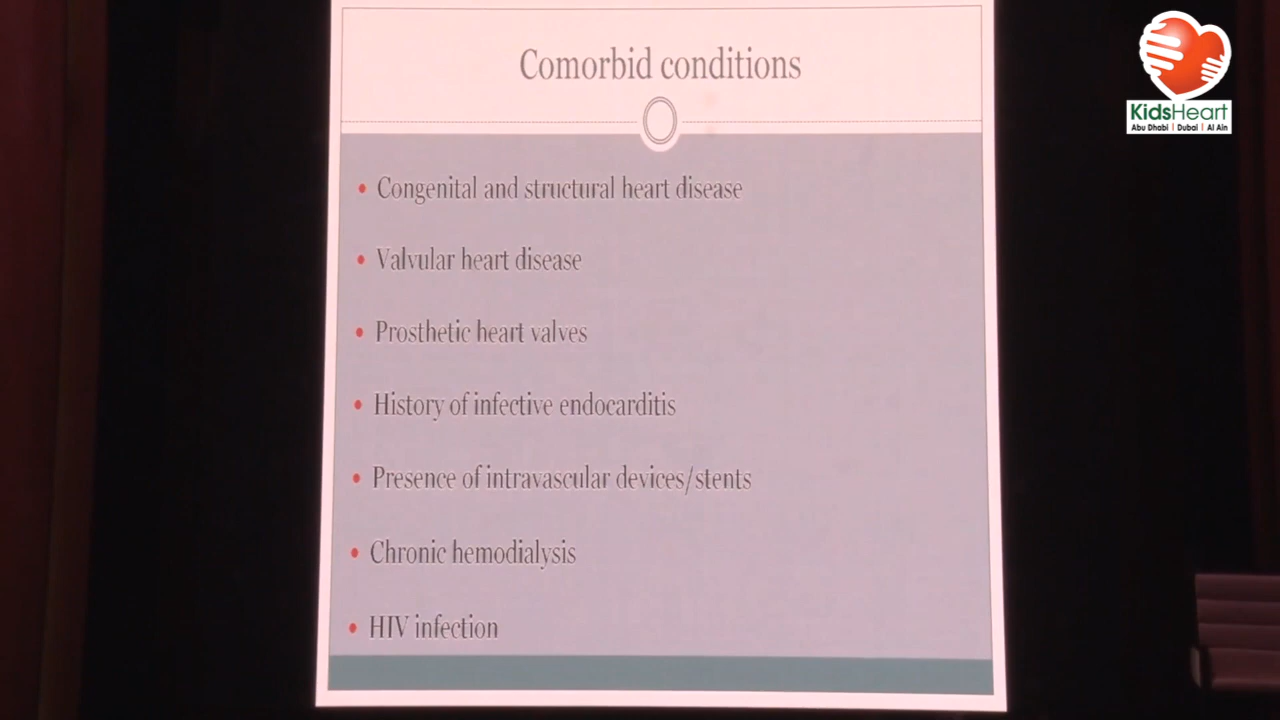 Comorbid conditions
• Congenital and structural heart disease
• Valvular heart disease
• Prosthetic heart valves
• History of infective endocarditis
• Presence of intravascular devices/stents
• Chronic hemodialysis
• HIV infection
KidsHeart
Abu Dhabi | Dubai | Al Ain